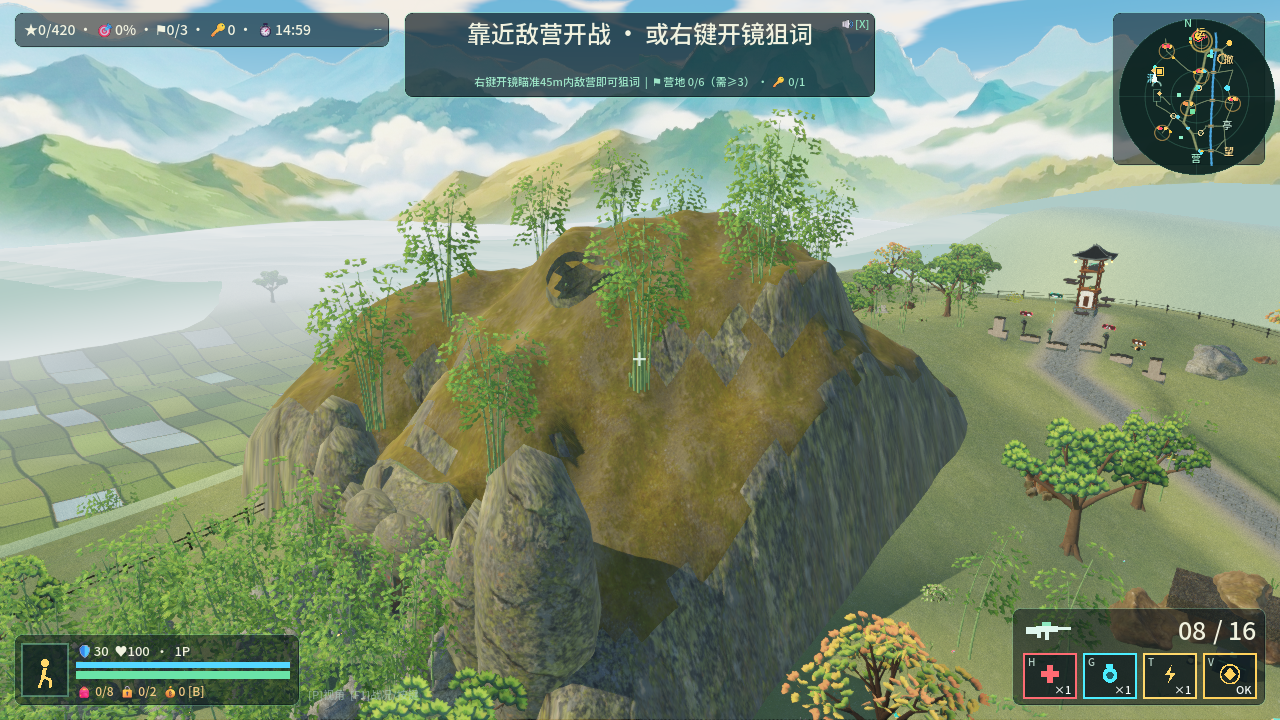 ★0/420 • 0% • 0/3 • 0 • 14:59 --
靠近敌营开战 • 或右键开镜狙词
[X]
右键开镜瞄准45m内敌营即可狙词 | 营地 0/6（需≥3） • 0/1
N
撤
亭
望
营
30 ♥100 · 1P
0/8 0/2 0 [B]
08 / 16
H ×1
G ×1
T ×1
V OK